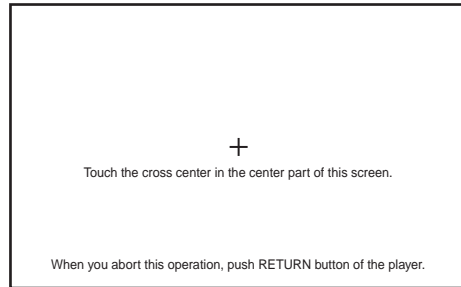 Touch the cross center in the center part of this screen.
When you abort this operation, push RETURN button of the player.